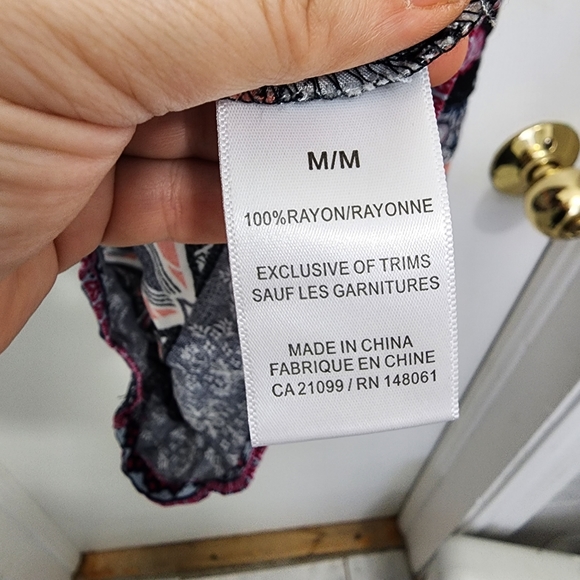 M/M
100%RAYON/RAYONNE
EXCLUSIVE OF TRIMS
SAUF LES GARNITURES
MADE IN CHINA
FABRIQUE EN CHINE
CA 21099 / RN 148061